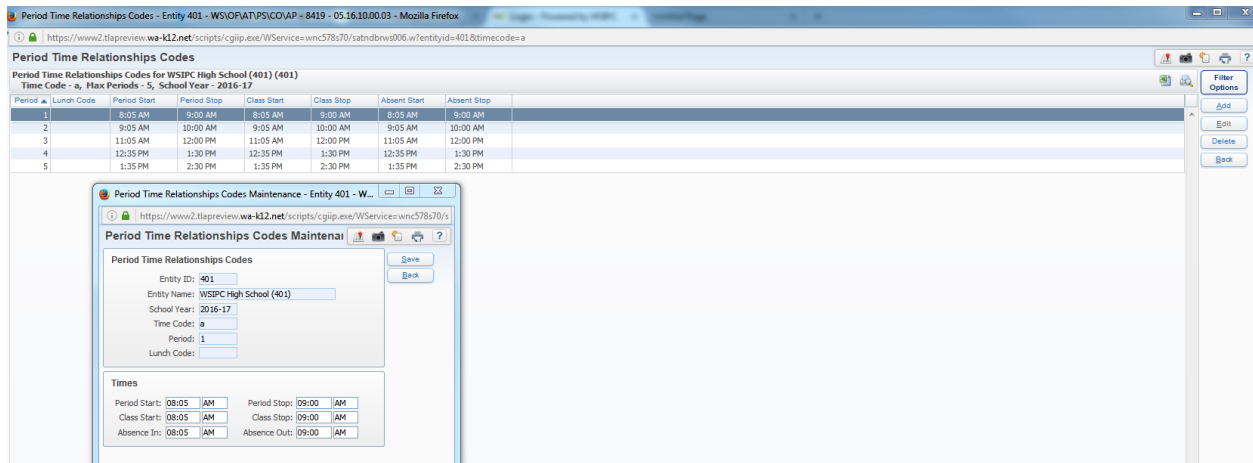 Period Time Relationships Codes - Entity 401 - WS\OF\AT\PS\CO\AP - 8419 - 05.16.10.00.03 - Mozilla Firefox
https://www2.tlapreview.wa-k12.net/scripts/cgiip.exe/WService=wnc578s70/satndbrws006.w?entityid=401&timecode=a
Period Time Relationships Codes
Period Time Relationships Codes for WSIPC High School (401) (401)
Time Code - a, Max Periods - 5, School Year - 2016-17
Filter Options
Add
Edit
Delete
Back
Period Lunch Code Period Start Period Stop Class Start Class Stop Absent Start Absent Stop
1 8:05 AM 9:00 AM 8:05 AM 9:00 AM 8:05 AM 9:00 AM
2 9:05 AM 10:00 AM 9:05 AM 10:00 AM 9:05 AM 10:00 AM
3 11:05 AM 12:00 PM 11:05 AM 12:00 PM 11:05 AM 12:00 PM
4 12:35 PM 1:30 PM 12:35 PM 1:30 PM 12:35 PM 1:30 PM
5 1:35 PM 2:30 PM 1:35 PM 2:30 PM 1:35 PM 2:30 PM
Period Time Relationships Codes Maintenance - Entity 401 - W...
https://www2.tlapreview.wa-k12.net/scripts/cgiip.exe/WService=wnc578s70/s
Period Time Relationships Codes Maintenai
Period Time Relationships Codes
Save
Back
Entity ID: 401
Entity Name: WSIPC High School (401)
School Year: 2016-17
Time Code: a
Period: 1
Lunch Code:
Times
Period Start: 08:05 AM Period Stop: 09:00 AM
Class Start: 08:05 AM Class Stop: 09:00 AM
Absence In: 08:05 AM Absence Out: 09:00 AM